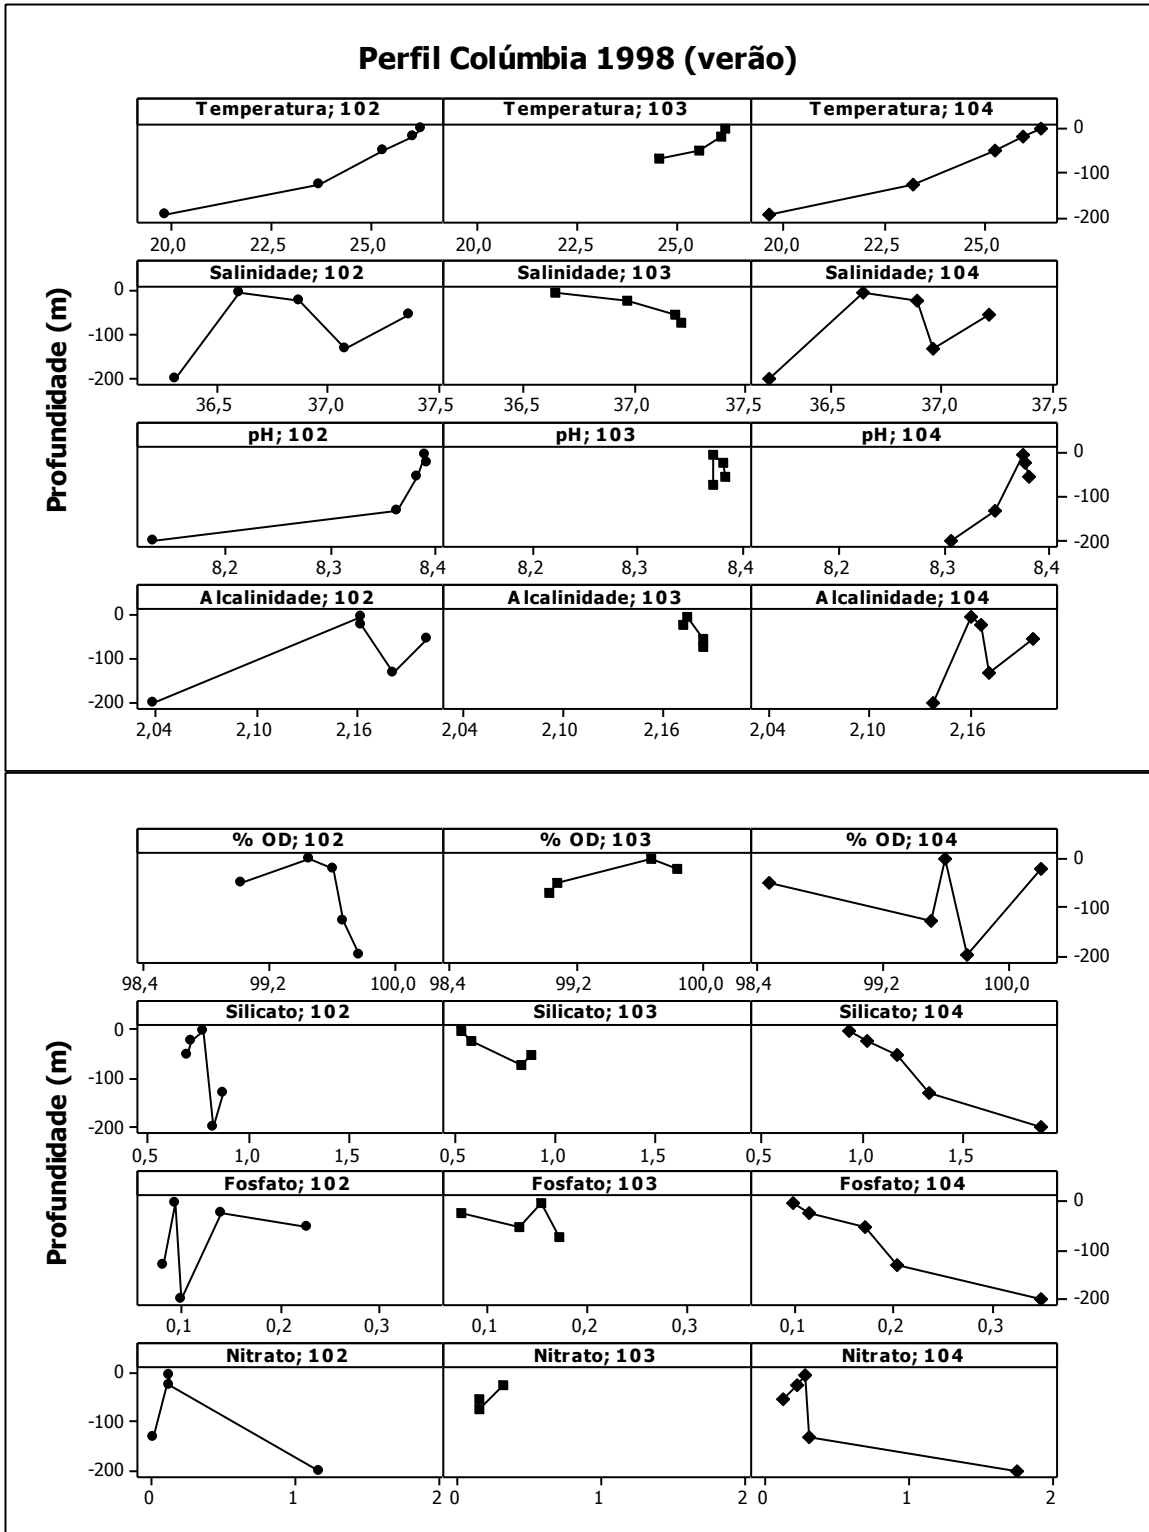 Perfil Colúmbia 1998 (verão)
Temperatura; 102 Temperatura; 103 Temperatura; 104
0
-100
-200
20,0 22,5 25,0 20,0 22,5 25,0 20,0 22,5 25,0
Salinidade; 102 Salinidade; 103 Salinidade; 104
0
-100
-200
36,5 37,0 37,5 36,5 37,0 37,5 36,5 37,0 37,5
Profundidade (m)
pH; 102 pH; 103 pH; 104
0
-100
-200
8,2 8,3 8,4 8,2 8,3 8,4 8,2 8,3 8,4
Alcalinidade; 102 Alcalinidade; 103 Alcalinidade; 104
0
-100
-200
2,04 2,10 2,16 2,04 2,10 2,16 2,04 2,10 2,16
% OD; 102 % OD; 103 % OD; 104
0
-100
-200
98,4 99,2 100,0 98,4 99,2 100,0 98,4 99,2 100,0
Silicato; 102 Silicato; 103 Silicato; 104
0
-100
-200
0,5 1,0 1,5 0,5 1,0 1,5 0,5 1,0 1,5
Profundidade (m)
Fosfato; 102 Fosfato; 103 Fosfato; 104
0
-100
-200
0,1 0,2 0,3 0,1 0,2 0,3 0,1 0,2 0,3
Nitrato; 102 Nitrato; 103 Nitrato; 104
0
-100
-200
0 1 2 0 1 2 0 1 2